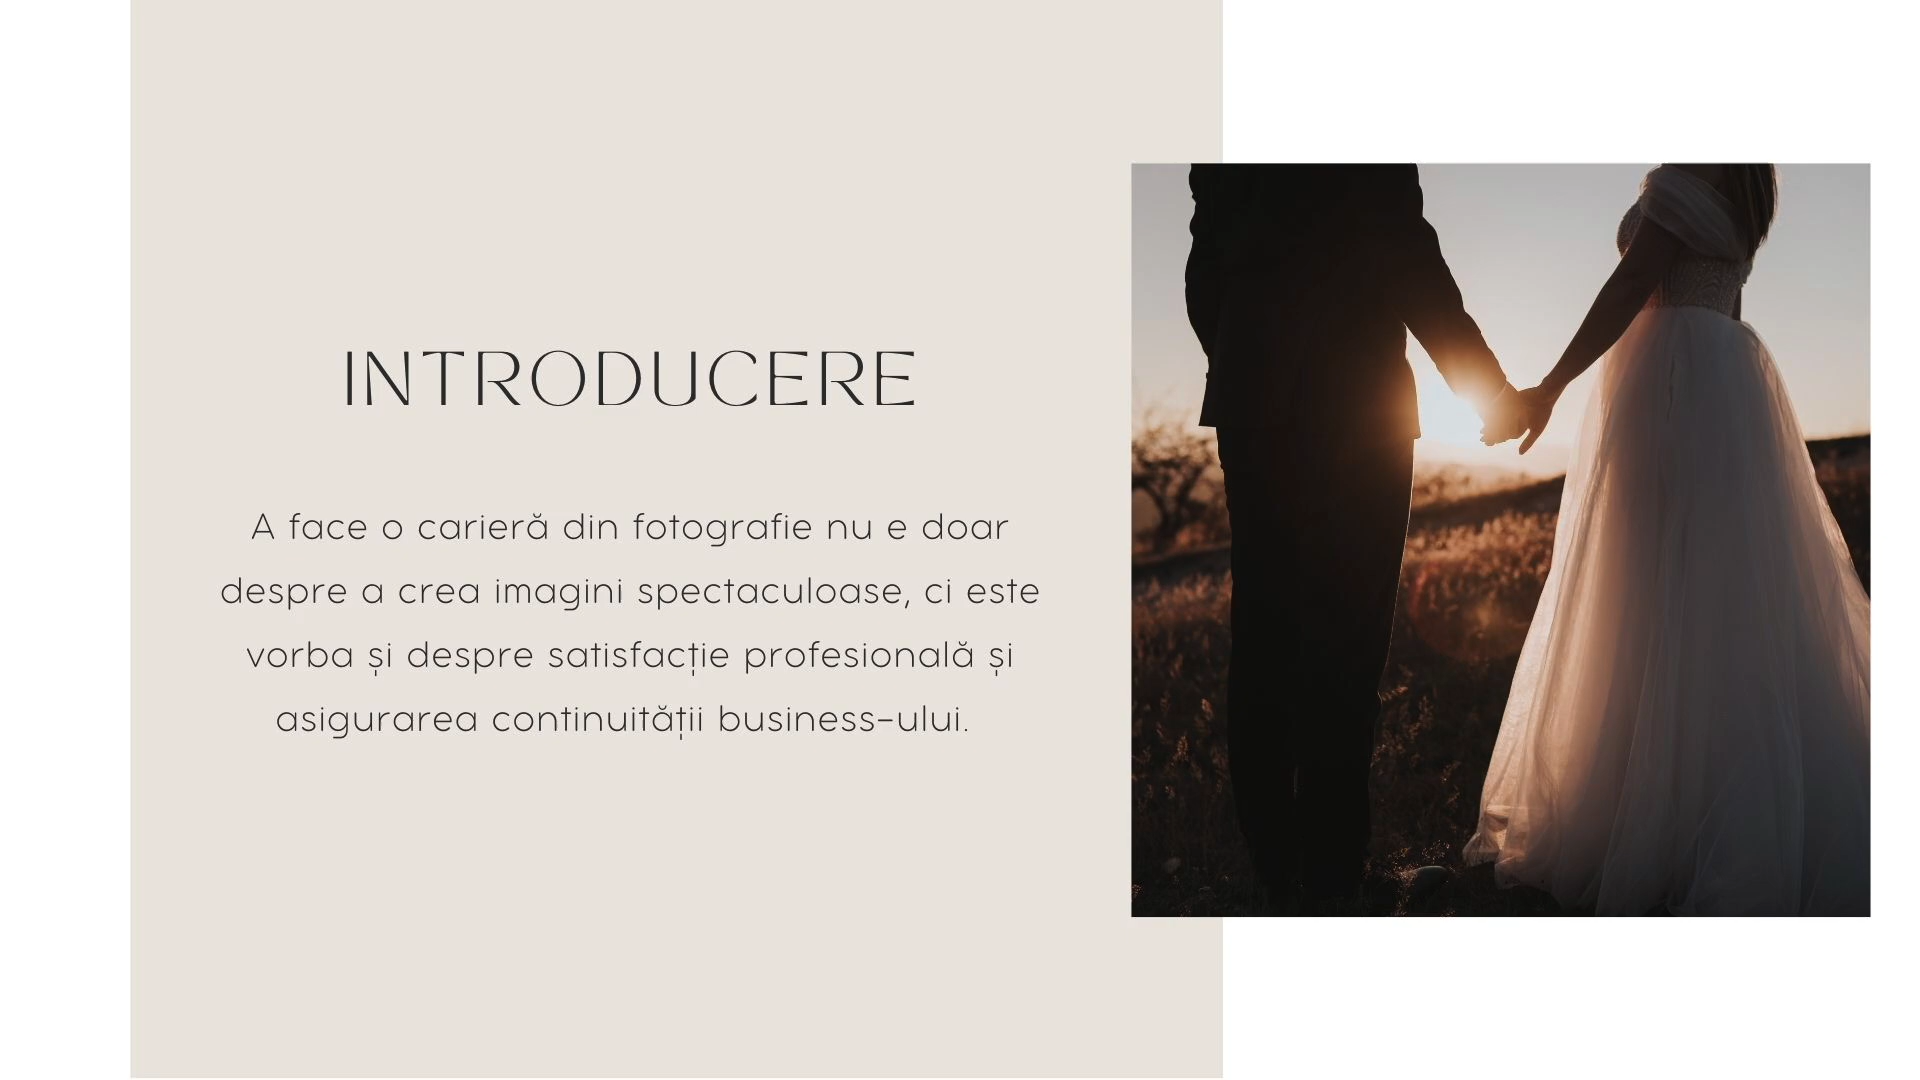 INTRODUCERE
A face o carieră din fotografie nu e doar
despre a crea imagini spectaculoase, ci este
vorba și despre satisfacție profesională și
asigurarea continuității business-ului.